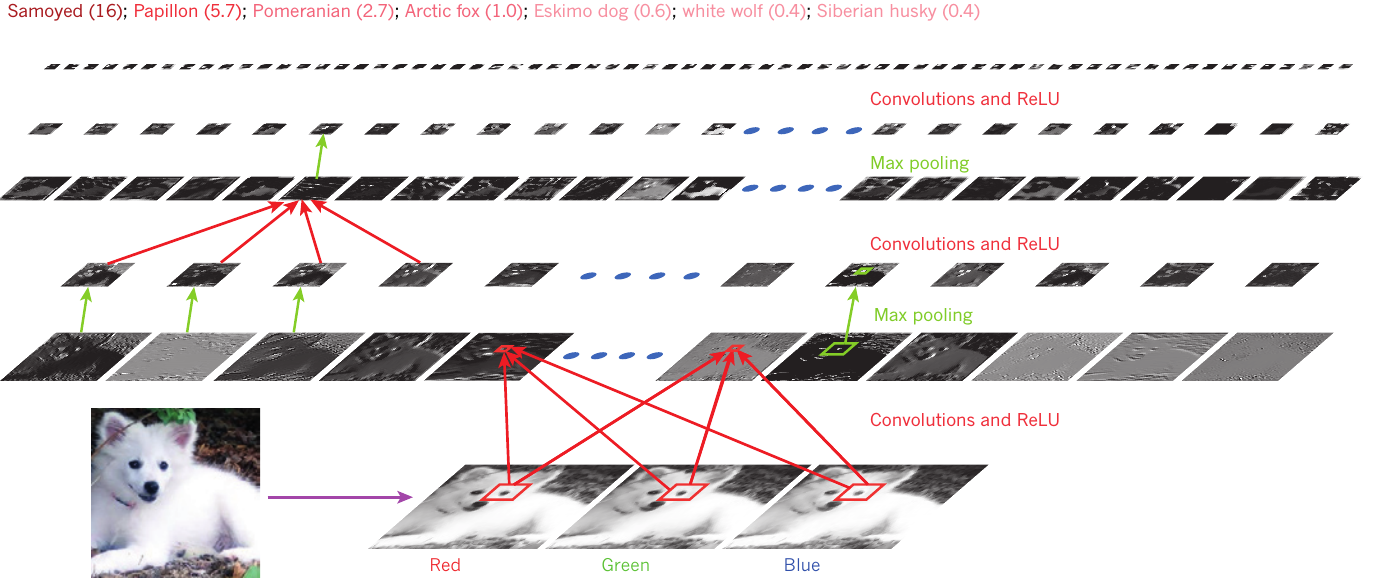 Samoyed (16); Papillon (5.7); Pomeranian (2.7); Arctic fox (1.0); Eskimo dog (0.6); white wolf (0.4); Siberian husky (0.4)
Convolutions and ReLU
Max pooling
Convolutions and ReLU
Max pooling
Convolutions and ReLU
Red
Green
Blue